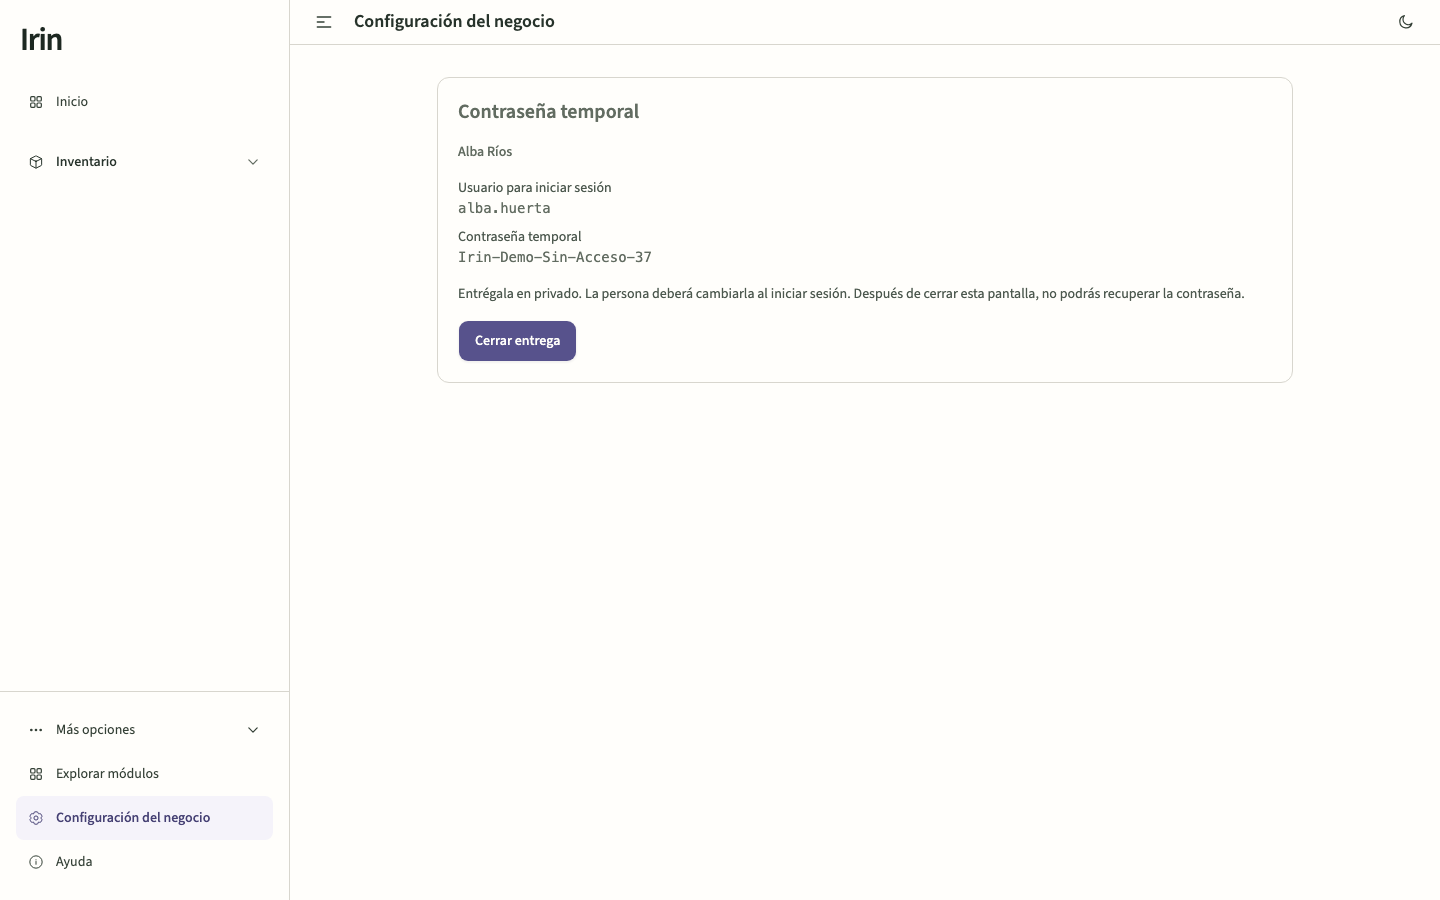 Irin
Inicio
Inventario
Más opciones
Explorar módulos
Configuración del negocio
Ayuda
Configuración del negocio
Contraseña temporal
Alba Ríos
Usuario para iniciar sesión
alba.huerta
Contraseña temporal
Irin-Demo-Sin-Acceso-37
Entrégala en privado. La persona deberá cambiarla al iniciar sesión. Después de cerrar esta pantalla, no podrás recuperar la contraseña.
Cerrar entrega